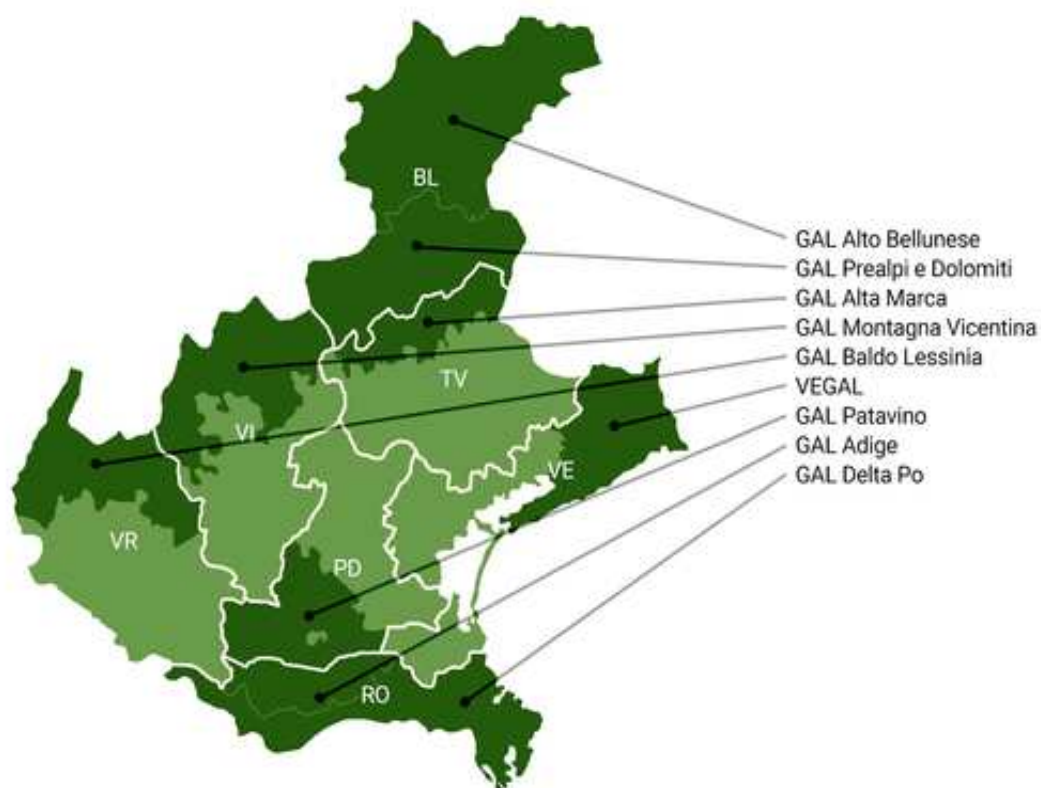 BL
TV
VI
VE
VR
PD
RO
GAL Alto Bellunese
GAL Prealpi e Dolomiti
GAL Alta Marca
GAL Montagna Vicentina
GAL Baldo Lessinia
VEGAL
GAL Patavino
GAL Adige
GAL Delta Po